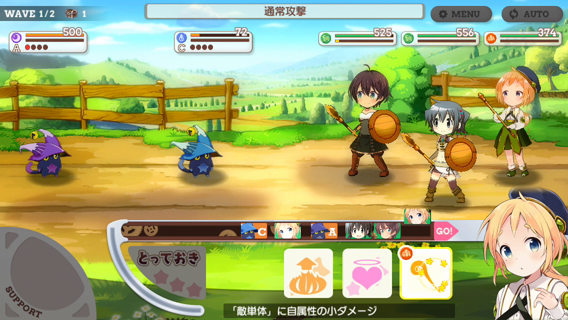 WAVE 1/2 1
通常攻撃
MENU
AUTO
500
A
72
C
525
556
374
C
A
GO!
とっておき
SUPPORT
「敵単体」に自属性の小ダメージ